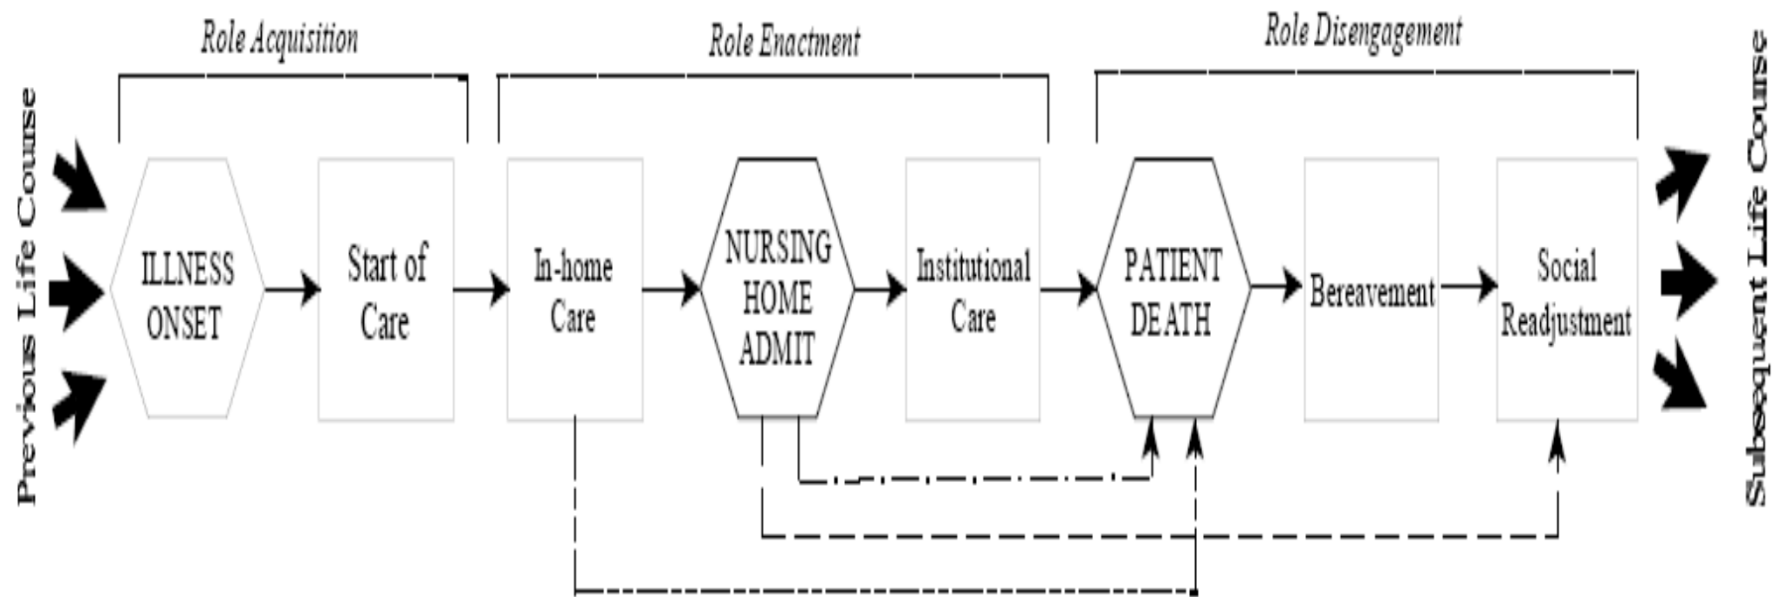 Role Acquisition
Role Enactment
Role Disengagement
Previous Life Course
ILLNESS
ONSET
Start of
Care
In-home
Care
NURSING
HOME
ADMIT
Institutional
Care
PATIENT
DEATH
Bereavement
Social
Readjustment
Subsequent Life Course